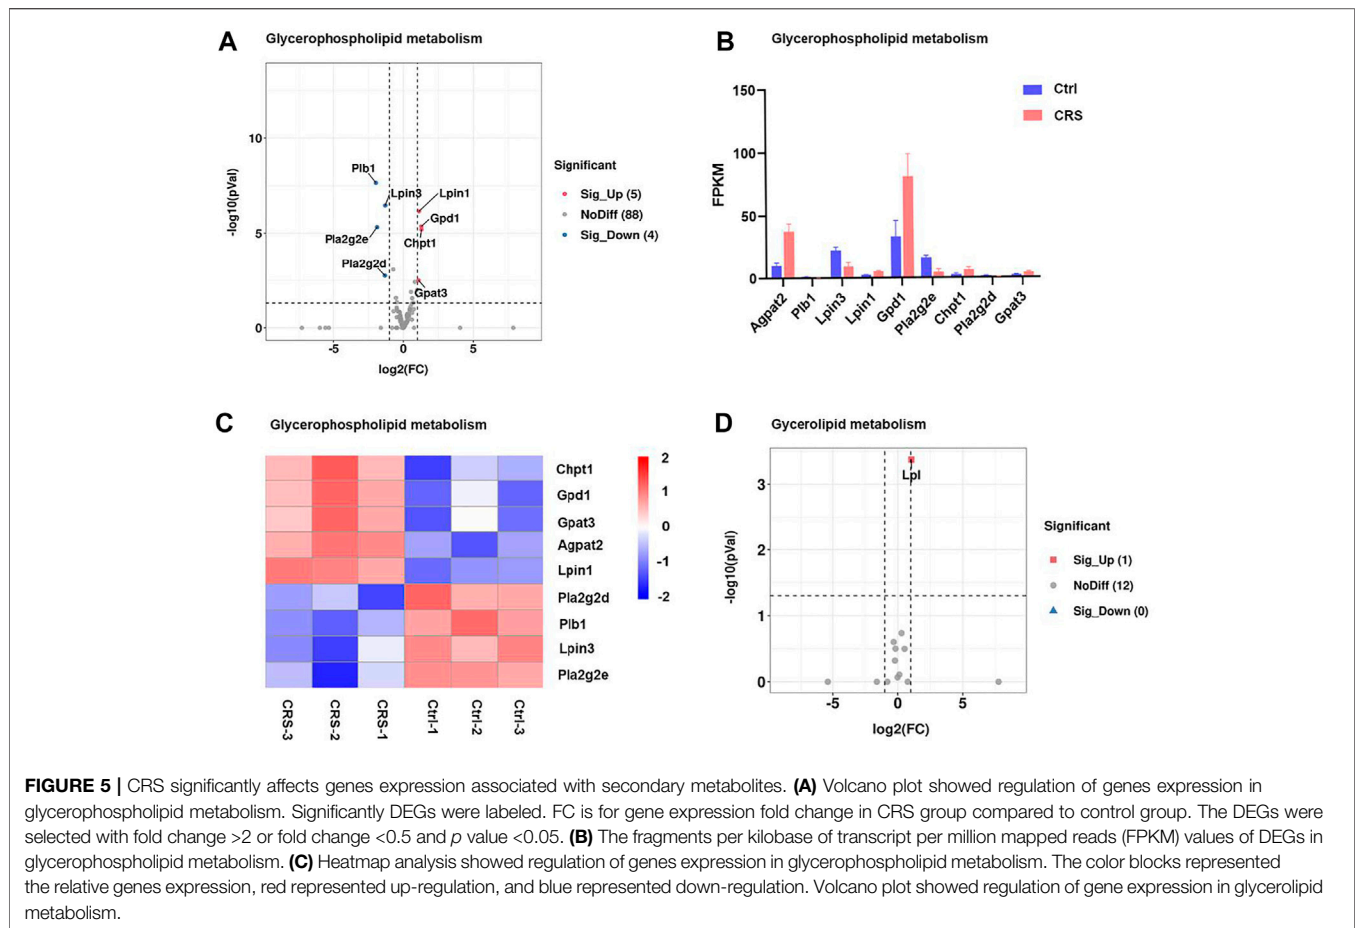 A Glycerophospholipid metabolism
10
5
0
-log10(pVal)
Plb1
Lpin3
Lpin1
Gpd1
Pla2g2e
Chpt1
Pla2g2d
Gpat3
-5 0 5
log2(FC)
Significant
Sig_Up (5)
NoDiff (88)
Sig_Down (4)
B Glycerophospholipid metabolism
150
100
50
0
FPKM
Ctrl
CRS
Agpat2
Plb1
Lpin3
Lpin1
Gpd1
Pla2g2e
Chpt1
Pla2g2d
Gpat3
C Glycerophospholipid metabolism
Chpt1
Gpd1
Gpat3
Agpat2
Lpin1
Pla2g2d
Plb1
Lpin3
Pla2g2e
CRS-3
CRS-2
CRS-1
Ctrl-1
Ctrl-2
Ctrl-3
2
1
0
-1
-2
D Gycerolipid metabolism
3
2
1
0
-log10(pVal)
Lpl
-5 0 5
log2(FC)
Significant
Sig_Up (1)
NoDiff (12)
Sig_Down (0)
FIGURE 5 | CRS significantly affects genes expression associated with secondary metabolites. (A) Volcano plot showed regulation of genes expression in
glycerophospholipid metabolism. Significantly DEGs were labeled. FC is for gene expression fold change in CRS group compared to control group. The DEGs were
selected with fold change >2 or fold change <0.5 and p value <0.05. (B) The fragments per kilobase of transcript per million mapped reads (FPKM) values of DEGs in
glycerophospholipid metabolism. (C) Heatmap analysis showed regulation of genes expression in glycerophospholipid metabolism. The color blocks represented
the relative genes expression, red represented up-regulation, and blue represented down-regulation. Volcano plot showed regulation of gene expression in glycerolipid
metabolism.